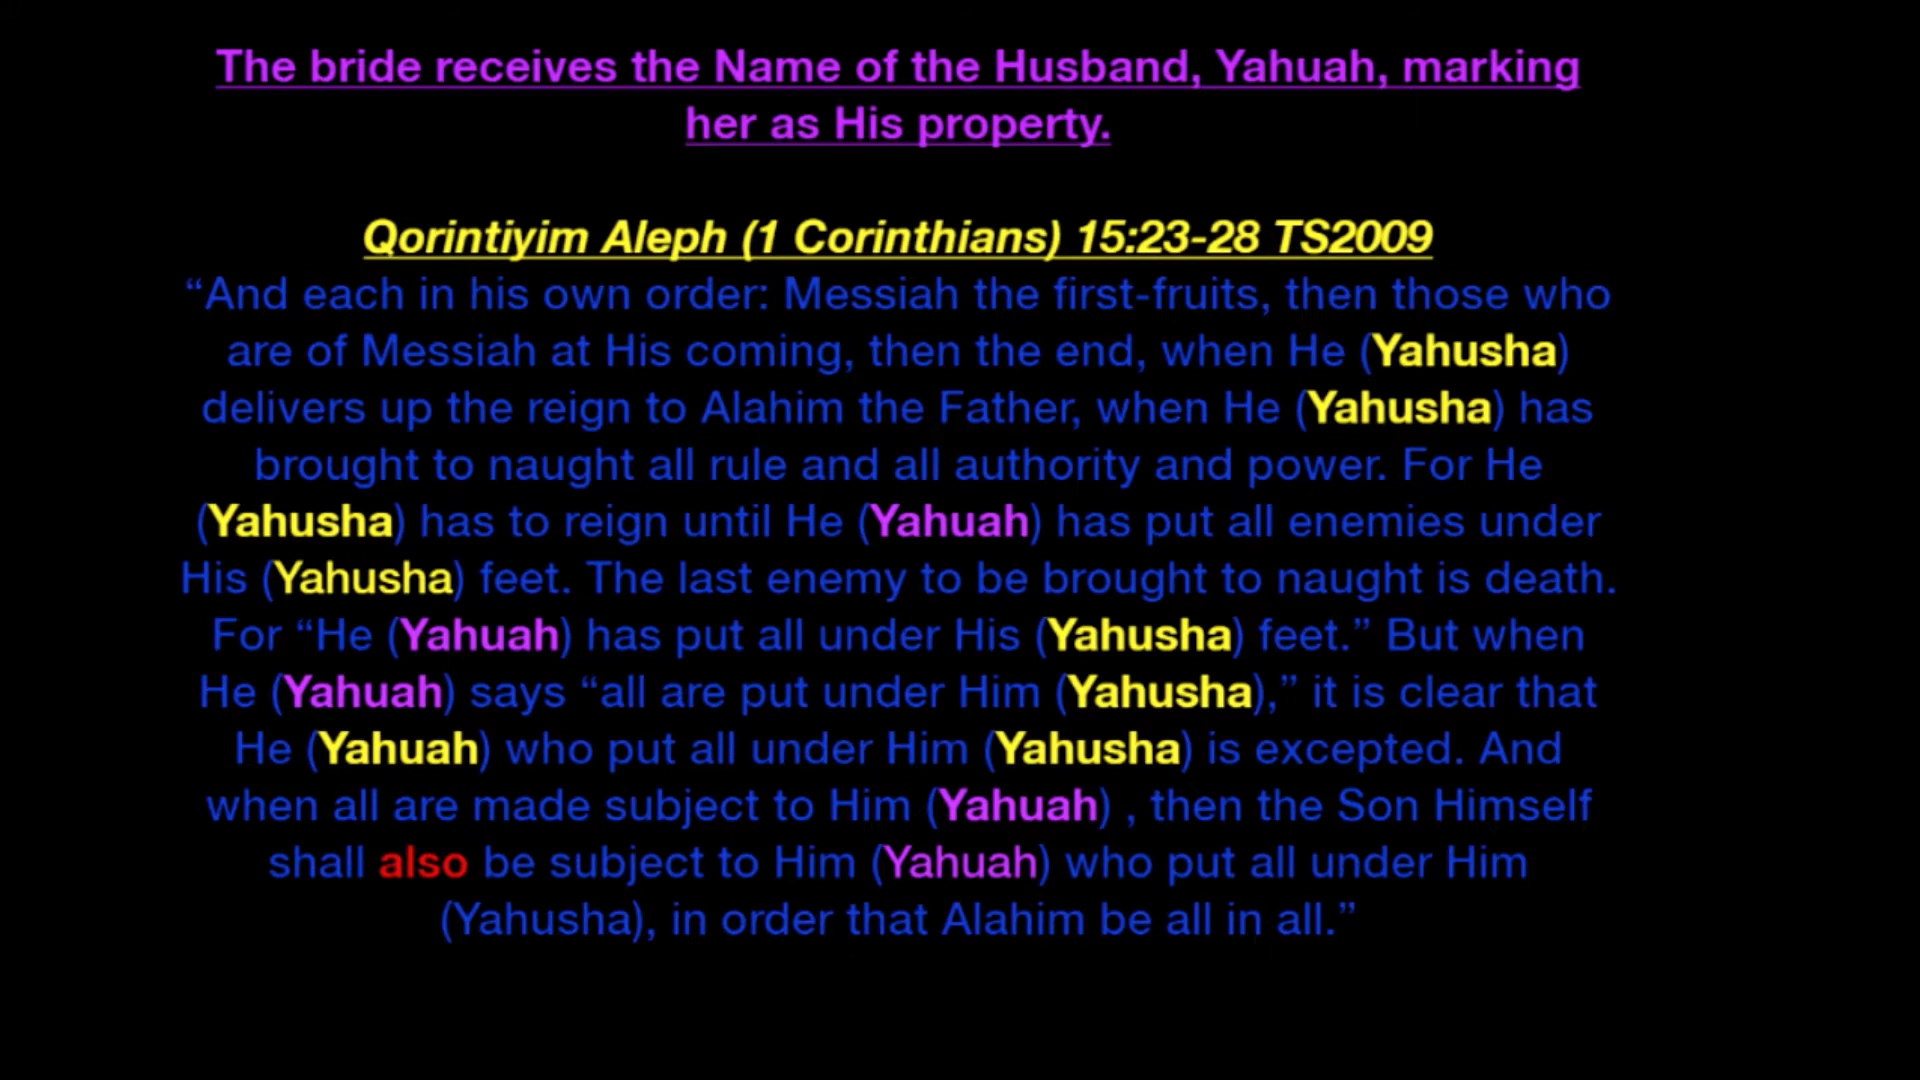 The bride receives the Name of the Husband, Yahuah, marking
her as His property.
Qorintiyim Aleph (1 Corinthians) 15:23-28 TS2009
“And each in his own order: Messiah the first-fruits, then those who
are of Messiah at His coming, then the end, when He (Yahusha)
delivers up the reign to Alahim the Father, when He (Yahusha) has
brought to naught all rule and all authority and power. For He
(Yahusha) has to reign until He (Yahuah) has put all enemies under
His (Yahusha) feet. The last enemy to be brought to naught is death.
For “He (Yahuah) has put all under His (Yahusha) feet.” But when
He (Yahuah) says “all are put under Him (Yahusha),” it is clear that
He (Yahuah) who put all under Him (Yahusha) is excepted. And
when all are made subject to Him (Yahuah) , then the Son Himself
shall also be subject to Him (Yahuah) who put all under Him
(Yahusha), in order that Alahim be all in all.”